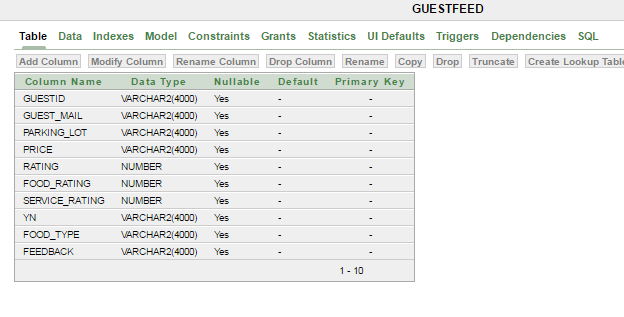 GUESTFEED
Table Data Indexes Model Constraints Grants Statistics UI Defaults Triggers Dependencies SQL
Add Column Modify Column Rename Column Drop Column Rename Copy Drop Truncate Create Lookup Table
Column Name Data Type Nullable Default Primary Key
GUESTID VARCHAR2(4000) Yes - -
GUEST_MAIL VARCHAR2(4000) Yes - -
PARKING_LOT VARCHAR2(4000) Yes - -
PRICE VARCHAR2(4000) Yes - -
RATING NUMBER Yes - -
FOOD_RATING NUMBER Yes - -
SERVICE_RATING NUMBER Yes - -
YN VARCHAR2(4000) Yes - -
FOOD_TYPE VARCHAR2(4000) Yes - -
FEEDBACK VARCHAR2(4000) Yes - -
1 - 10